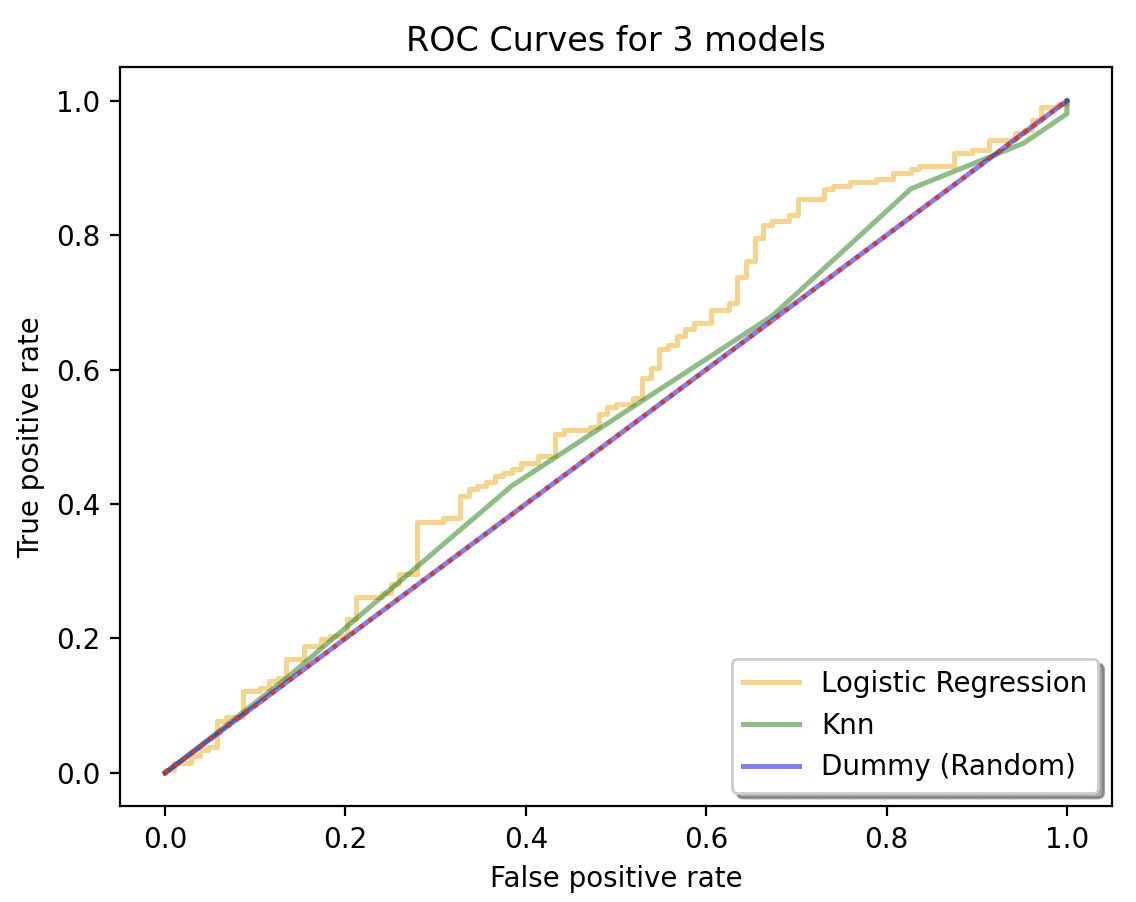 ROC Curves for 3 models
1.0
0.8
0.6
0.4
0.2
0.0
True positive rate
0.0 0.2 0.4 0.6 0.8 1.0
False positive rate
Logistic Regression
Knn
Dummy (Random)